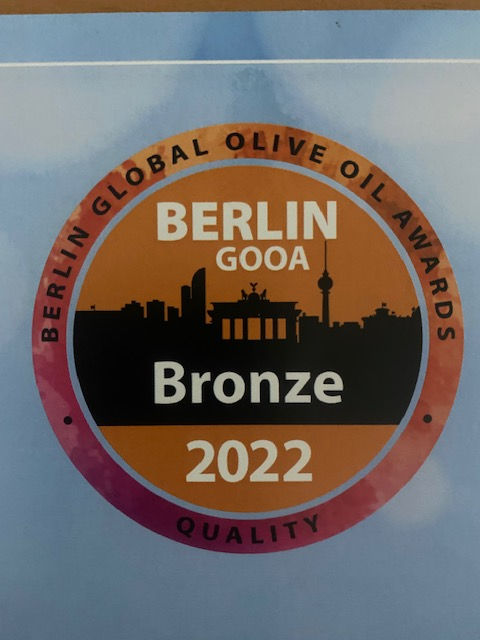 BERLIN GLOBAL OLIVE OIL AWARDS
BERLIN
GOOA
Bronze
2022
QUALITY